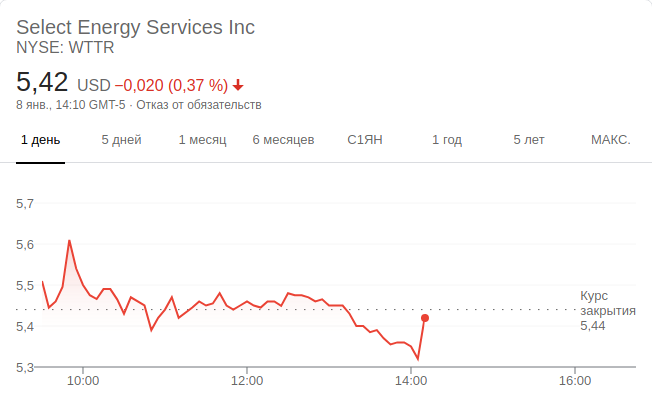 Select Energy Services Inc
NYSE: WTTR
5,42 USD −0,020 (0,37 %)
8 янв., 14:10 GMT-5 · Отказ от обязательств
1 день 5 дней 1 месяц 6 месяцев С1ЯН 1 год 5 лет МАКС.
5,7
5,6
5,5
Курс
закрытия
5,44
5,4
5,3
10:00 12:00 14:00 16:00